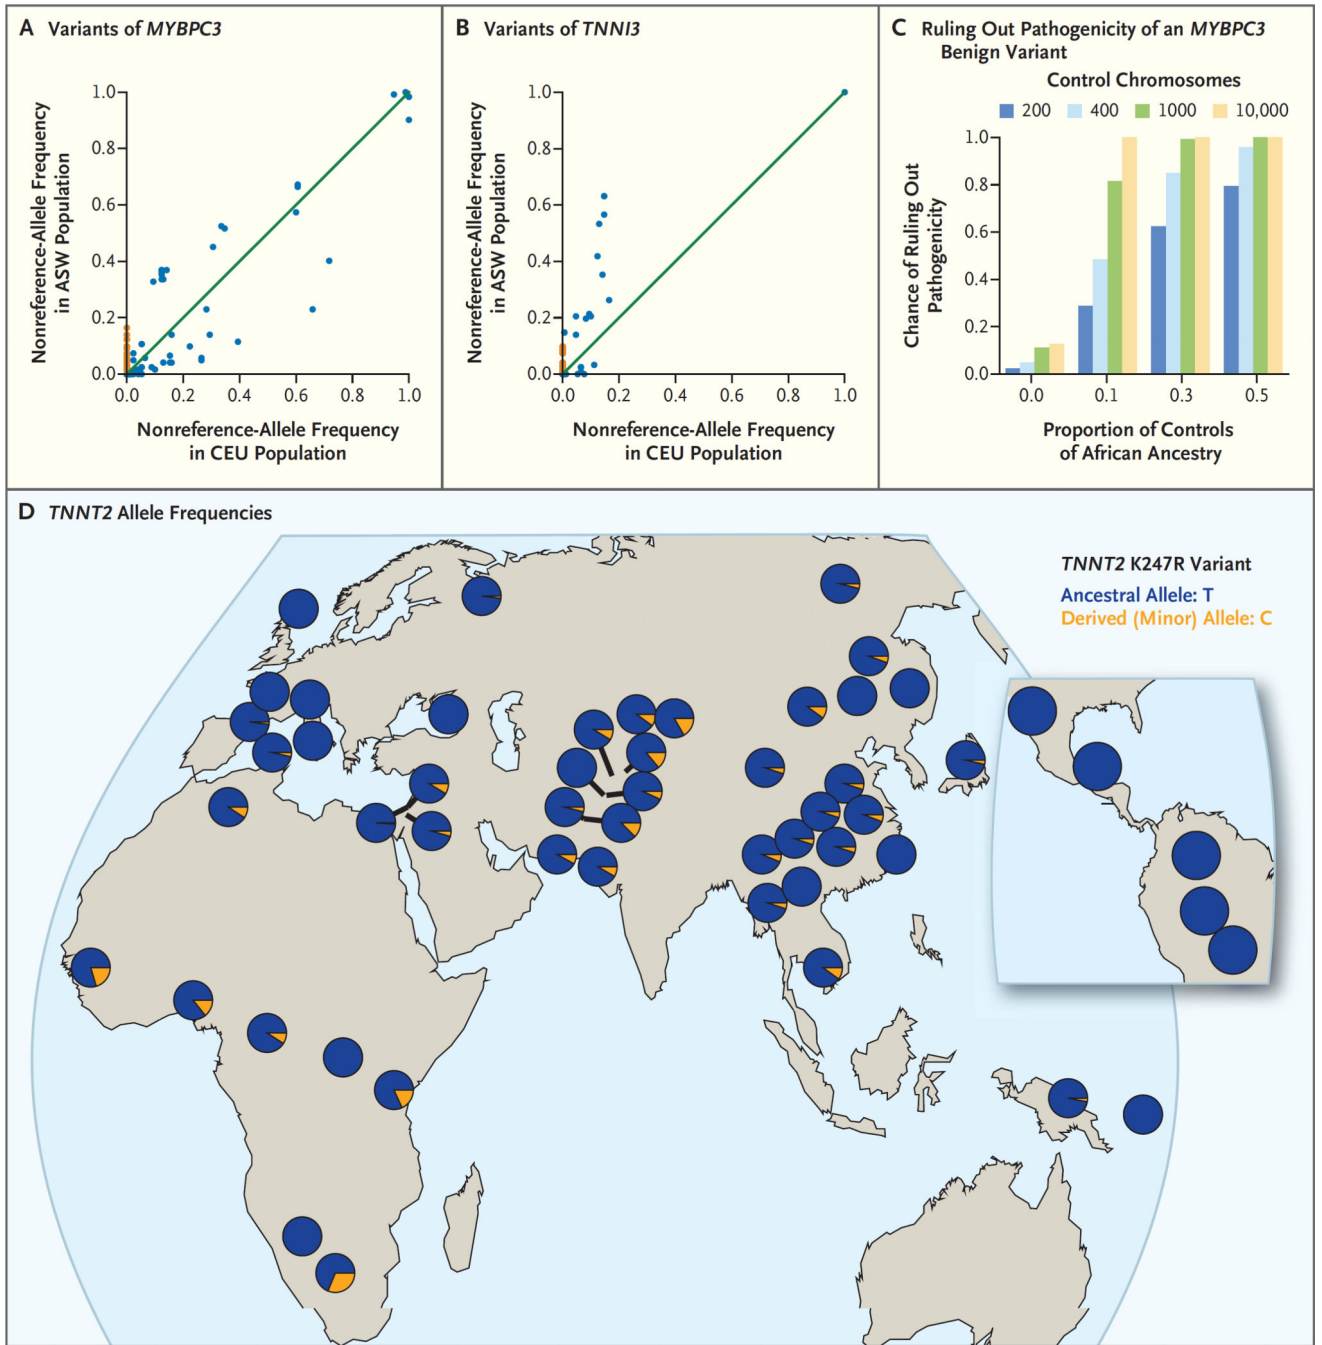 A Variants of MYBPC3
Nonreference-Allele Frequency
in ASW Population
1.0
0.8
0.6
0.4
0.2
0.0
0.0 0.2 0.4 0.6 0.8 1.0
Nonreference-Allele Frequency
in CEU Population
B Variants of TNNI3
Nonreference-Allele Frequency
in ASW Population
1.0
0.8
0.6
0.4
0.2
0.0
0.0 0.2 0.4 0.6 0.8 1.0
Nonreference-Allele Frequency
in CEU Population
C Ruling Out Pathogenicity of an MYBPC3
Benign Variant
Control Chromosomes
200 400 1000 10,000
Chance of Ruling Out
Pathogenicity
1.0
0.8
0.6
0.4
0.2
0.0
0.0 0.1 0.3 0.5
Proportion of Controls
of African Ancestry
D TNNT2 Allele Frequencies
TNNT2 K247R Variant
Ancestral Allele: T
Derived (Minor) Allele: C